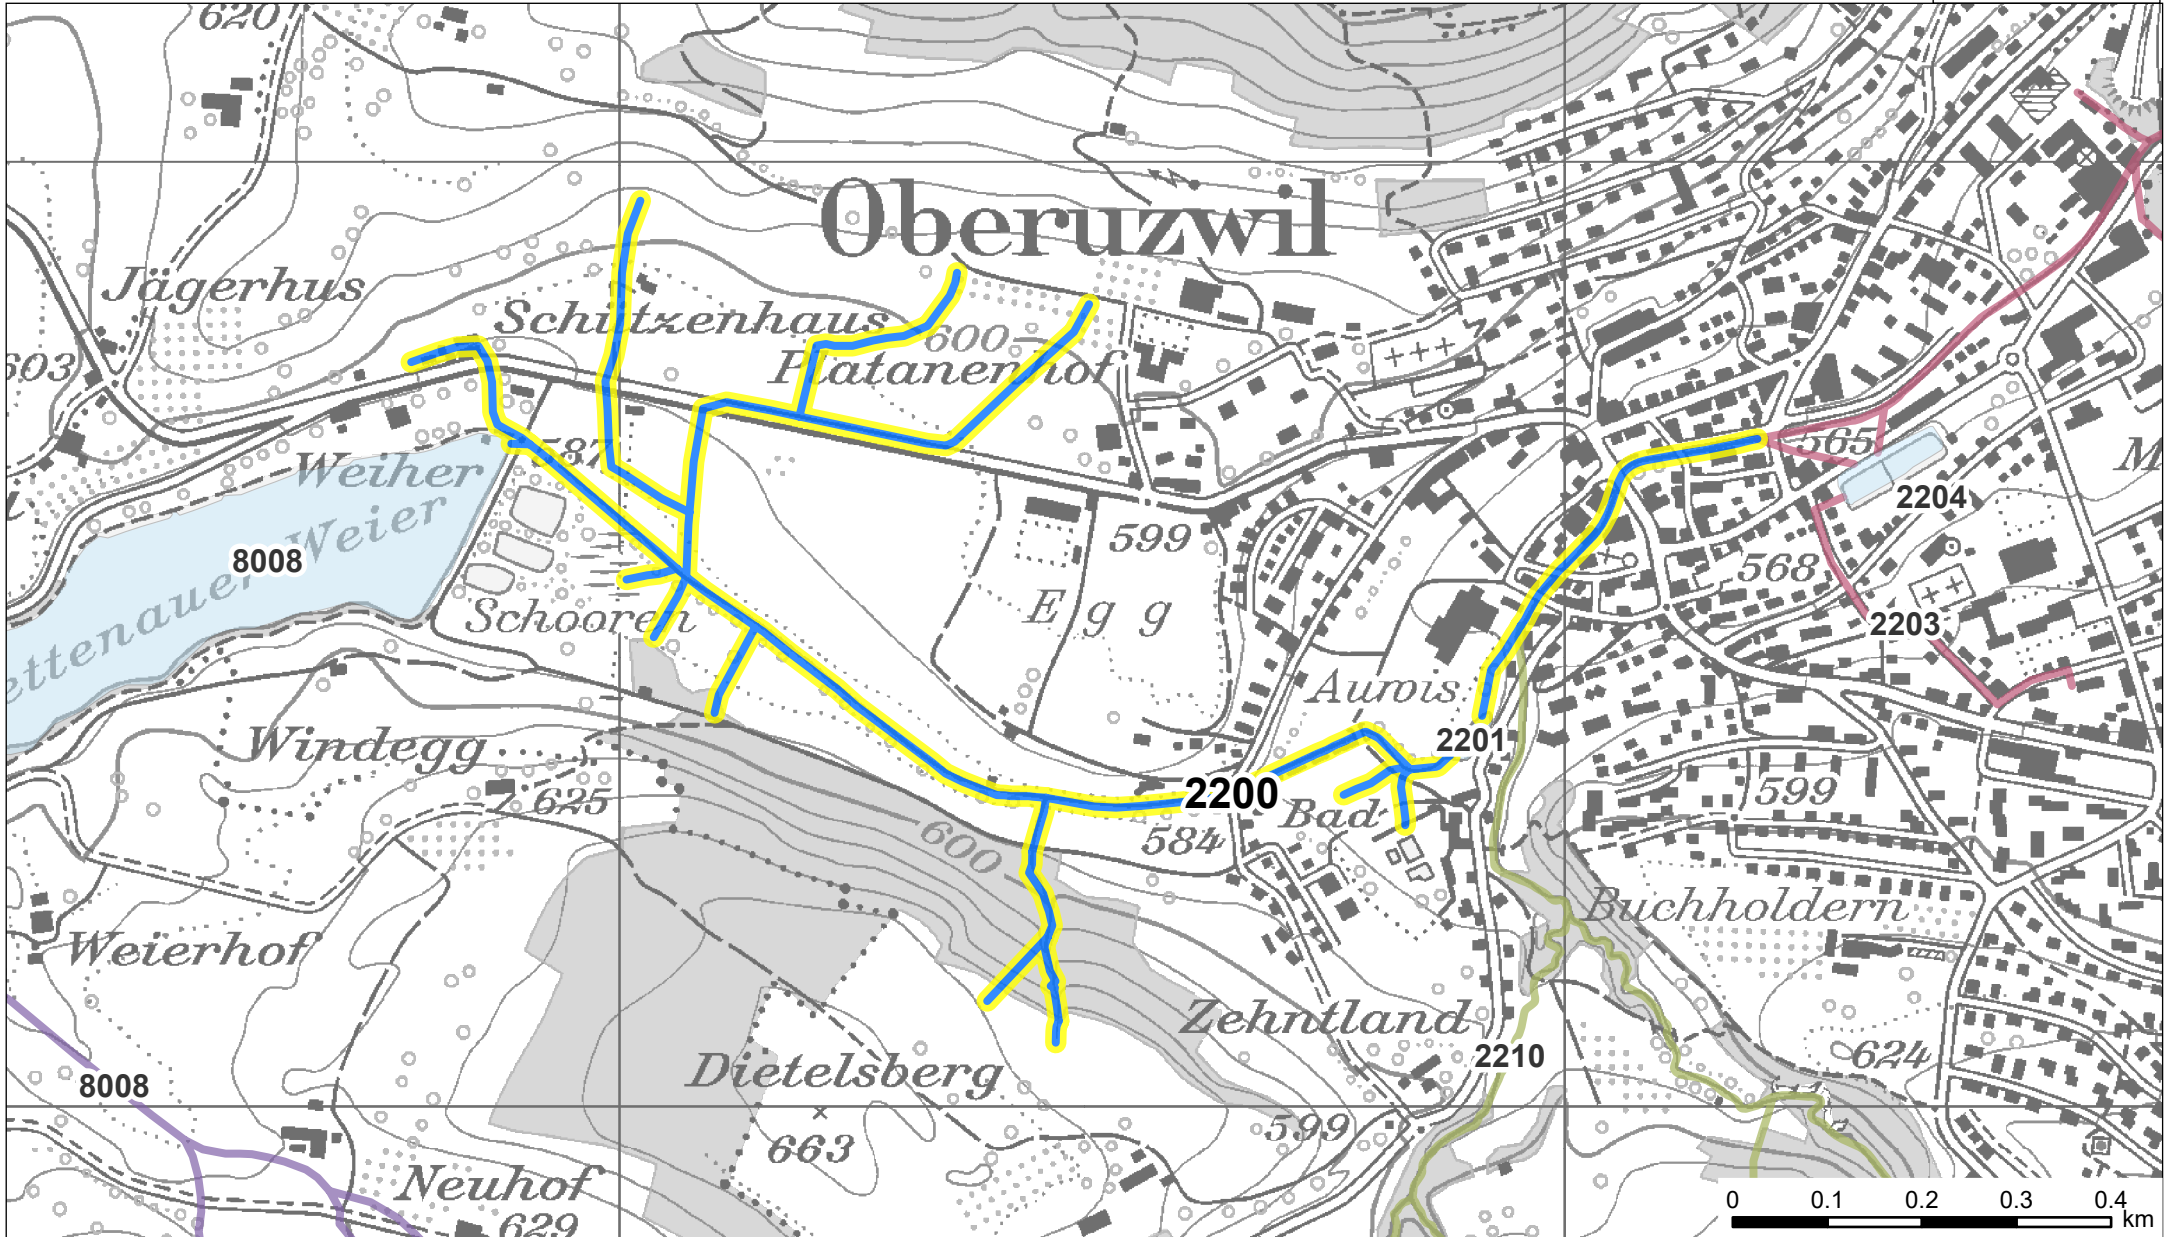 620
Oberuzwil
Jägerhus
Schützenhaus
600
603
Platanenhof
565
587
Weiher
2204
8008
ettenauer Weier
599
568
Schooren
E g g
2203
Aurois
Windegg
2201
625
2200
Bad
599
584
600
Buchholdern
Weierhof
Zehntland
2210
624
Dietelsberg
8008
599
663
Neuhof
629
0 0.1 0.2 0.3 0.4 km